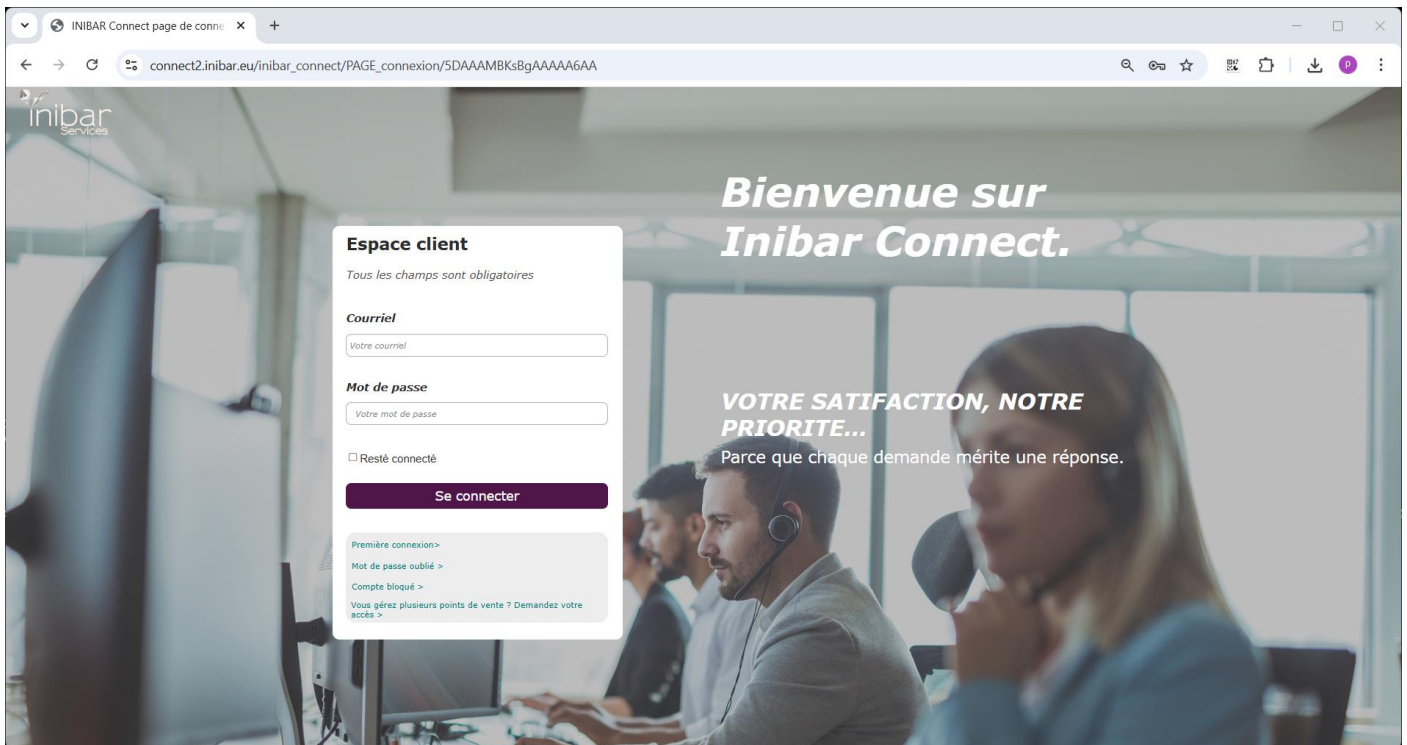 INIBAR Connect page de conne
connect2.inibar.eu/inibar_connect/PAGE_connexion/5DAAAMBKsBgAAAAA6AA
P
inibar
Services
Bienvenue sur
Inibar Connect.
Espace client
Tous les champs sont obligatoires
Courriel
Votre courriel
Mot de passe
Votre mot de passe
Resté connecté
Se connecter
Première connexion>
Mot de passe oublié >
Compte bloqué >
Vous gérez plusieurs points de vente ? Demandez votre
accès >
VOTRE SATIFACTION, NOTRE
PRIORITE...
Parce que chaque demande mérite une réponse.